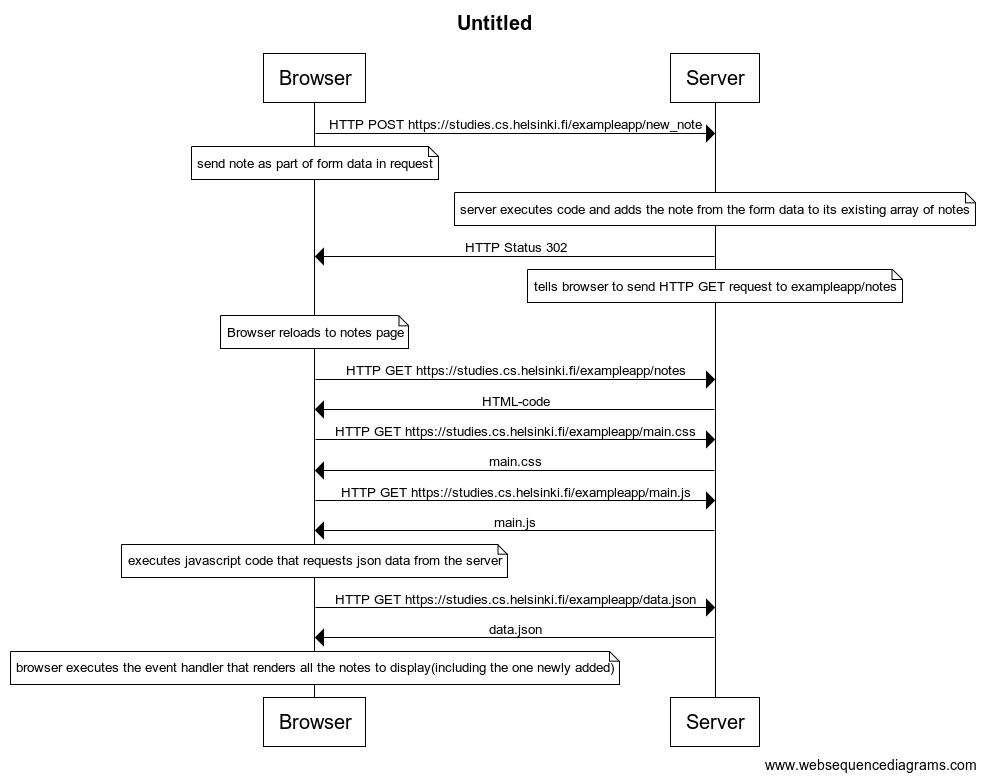 Untitled
Browser
Server
HTTP POST https://studies.cs.helsinki.fi/exampleapp/new_note
send note as part of form data in request
server executes code and adds the note from the form data to its existing array of notes
HTTP Status 302
tells browser to send HTTP GET request to exampleapp/notes
Browser reloads to notes page
HTTP GET https://studies.cs.helsinki.fi/exampleapp/notes
HTML-code
HTTP GET https://studies.cs.helsinki.fi/exampleapp/main.css
main.css
HTTP GET https://studies.cs.helsinki.fi/exampleapp/main.js
main.js
executes javascript code that requests json data from the server
HTTP GET https://studies.cs.helsinki.fi/exampleapp/data.json
data.json
browser executes the event handler that renders all the notes to display(including the one newly added)
Browser
Server
www.websequencediagrams.com